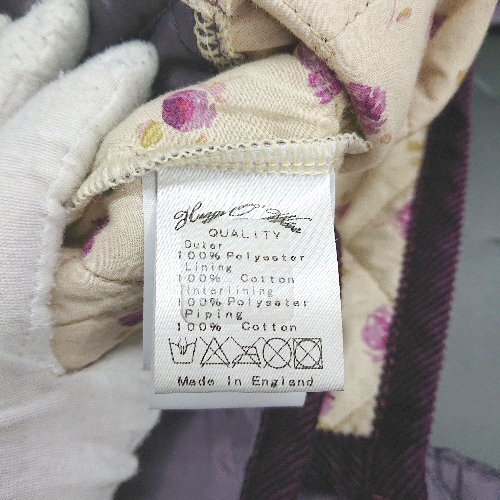 QUALITY
Outer
100% Polyester
Lining
100% Cotton
Interlining
100% Polyester
Piping
100% Cotton
Made in England